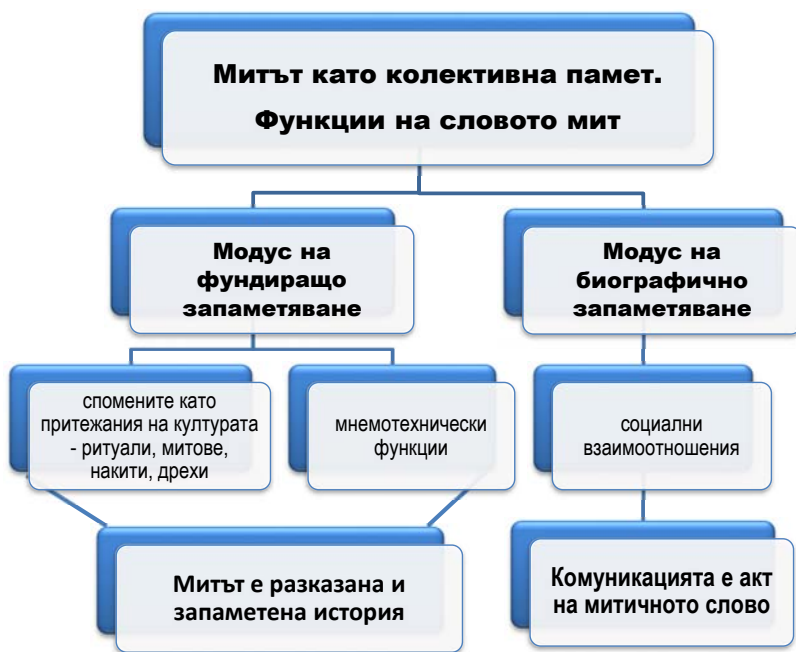 Митът като колективна памет.
Функции на словото мит
Модус на
фундиращо
запаметяване
Модус на
биографично
запаметяване
спомените като
притежания на културата
- ритуали, митове,
накити, дрехи
мнемотехнически
функции
социални
взаимоотношения
Митът е разказана и
запаметена история
Комуникацията е акт
на митичното слово